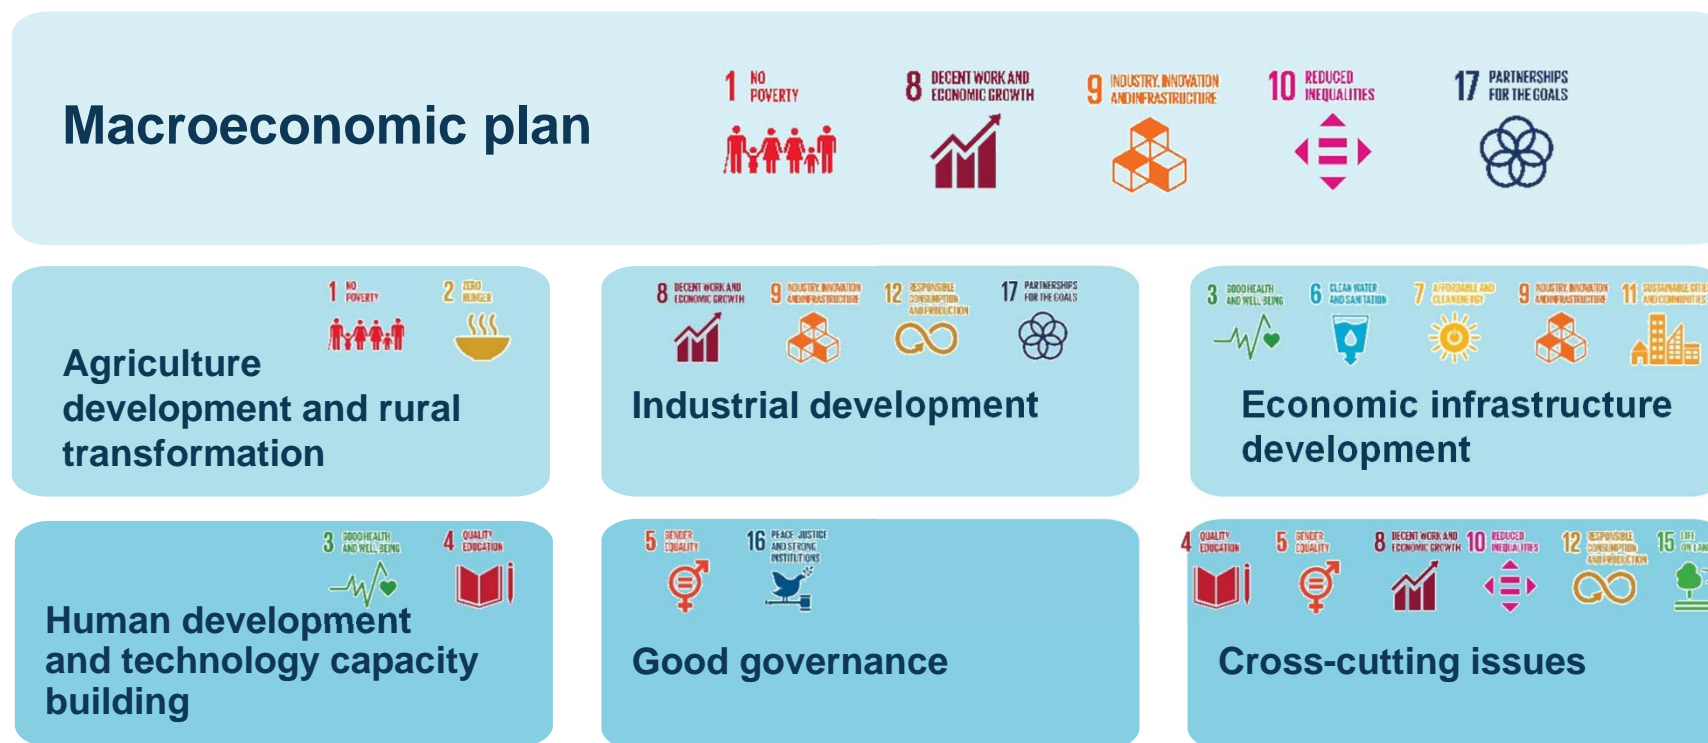 Macroeconomic plan
1 NO
POVERTY
8 DECENT WORK AND
ECONOMIC GROWTH
9 INDUSTRY, INNOVATION
AND INFRASTRUCTURE
10 REDUCED
INEQUALITIES
17 PARTNERSHIPS
FOR THE GOALS
1 NO
POVERTY
2 ZERO
HUNGER
Agriculture
development and rural
transformation
8 DECENT WORK AND
ECONOMIC GROWTH
9 INDUSTRY, INNOVATION
AND INFRASTRUCTURE
12 RESPONSIBLE
CONSUMPTION
AND PRODUCTION
17 PARTNERSHIPS
FOR THE GOALS
Industrial development
3 GOOD HEALTH
AND WELL-BEING
6 CLEAN WATER
AND SANITATION
7 AFFORDABLE AND
CLEAN ENERGY
9 INDUSTRY, INNOVATION
AND INFRASTRUCTURE
11 SUSTAINABLE CITIES
AND COMMUNITIES
Economic infrastructure
development
3 GOOD HEALTH
AND WELL-BEING
4 QUALITY
EDUCATION
Human development
and technology capacity
building
5 GENDER
EQUALITY
16 PEACE, JUSTICE
AND STRONG
INSTITUTIONS
Good governance
4 QUALITY
EDUCATION
5 GENDER
EQUALITY
8 DECENT WORK AND
ECONOMIC GROWTH
10 REDUCED
INEQUALITIES
12 RESPONSIBLE
CONSUMPTION
AND PRODUCTION
15 LIFE
ON LAN
Cross-cutting issues